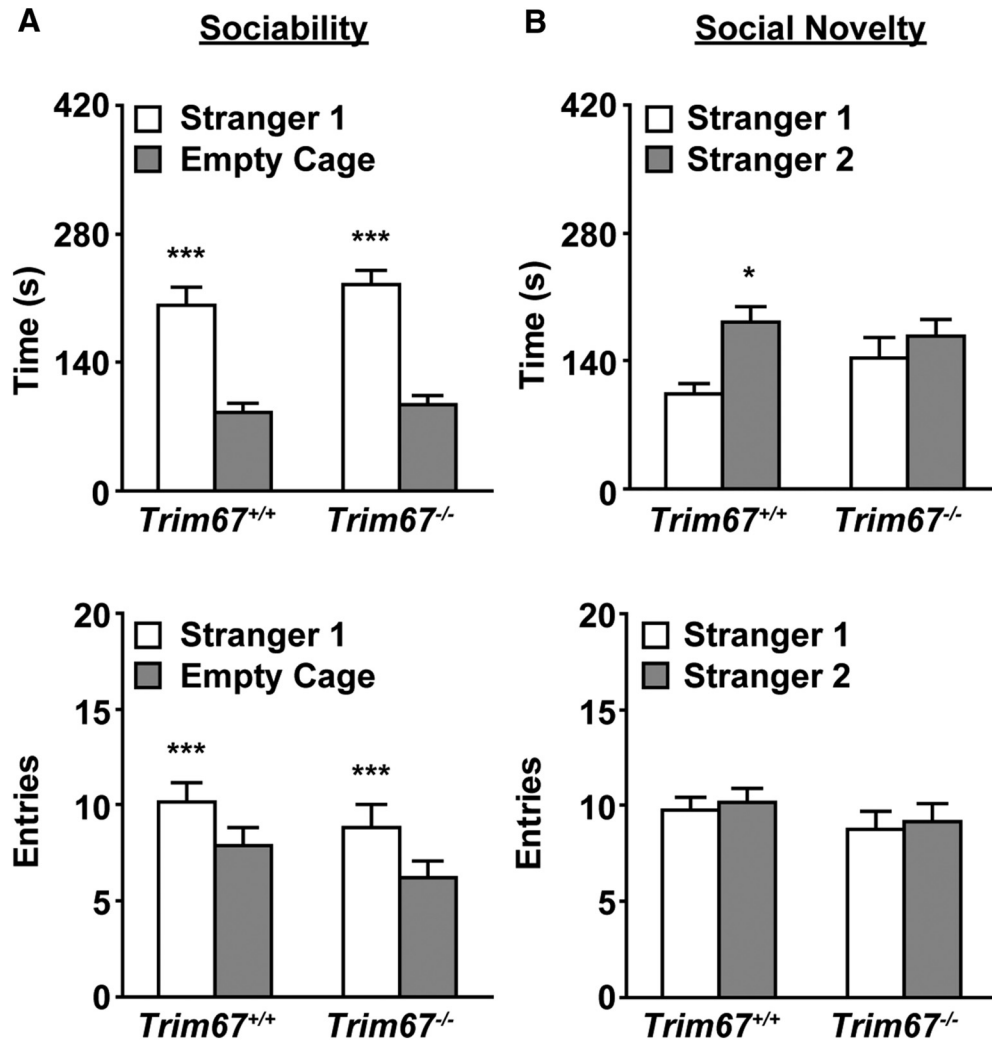 A
Sociability
420
280
140
0
Time (s)
Stranger 1
Empty Cage
***
***
Trim67+/+
Trim67-/-
20
15
10
5
0
Entries
Stranger 1
Empty Cage
***
***
Trim67+/+
Trim67-/-
B
Social Novelty
420
280
140
0
Time (s)
Stranger 1
Stranger 2
*
Trim67+/+
Trim67-/-
20
15
10
5
0
Entries
Stranger 1
Stranger 2
Trim67+/+
Trim67-/-